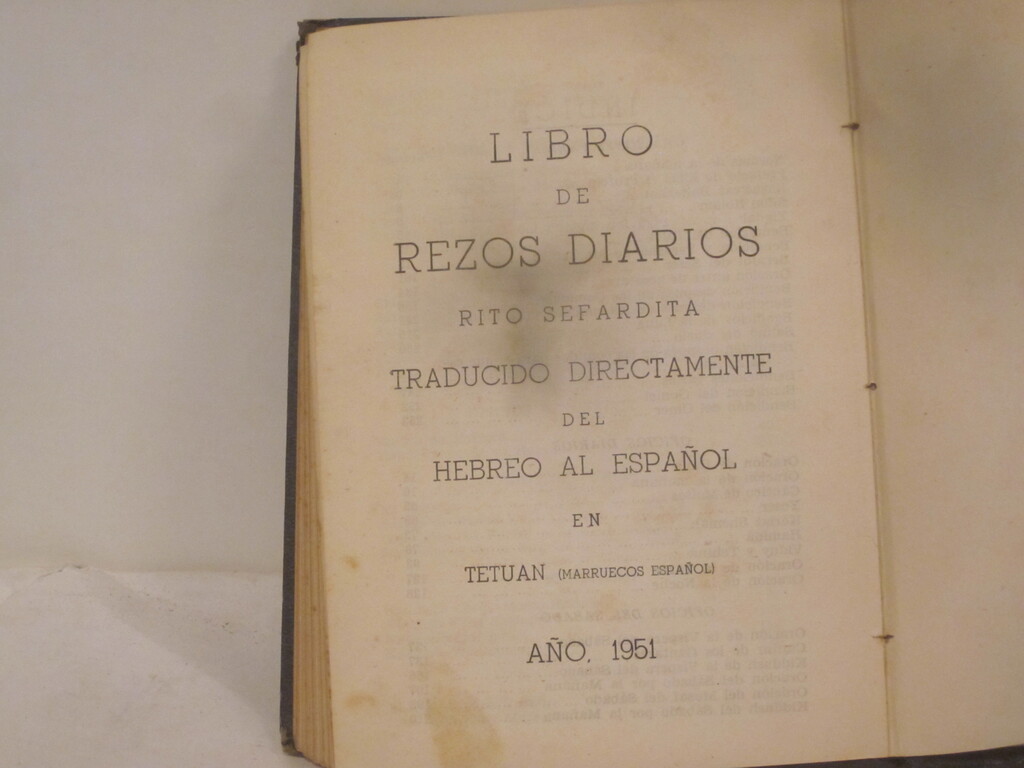 LIBRO
DE
REZOS DIARIOS
RITO SEFARDITA
TRADUCIDO DIRECTAMENTE
DEL
HEBREO AL ESPAÑOL
EN
TETUAN (MARRUECOS ESPAÑOL)
AÑO, 1951